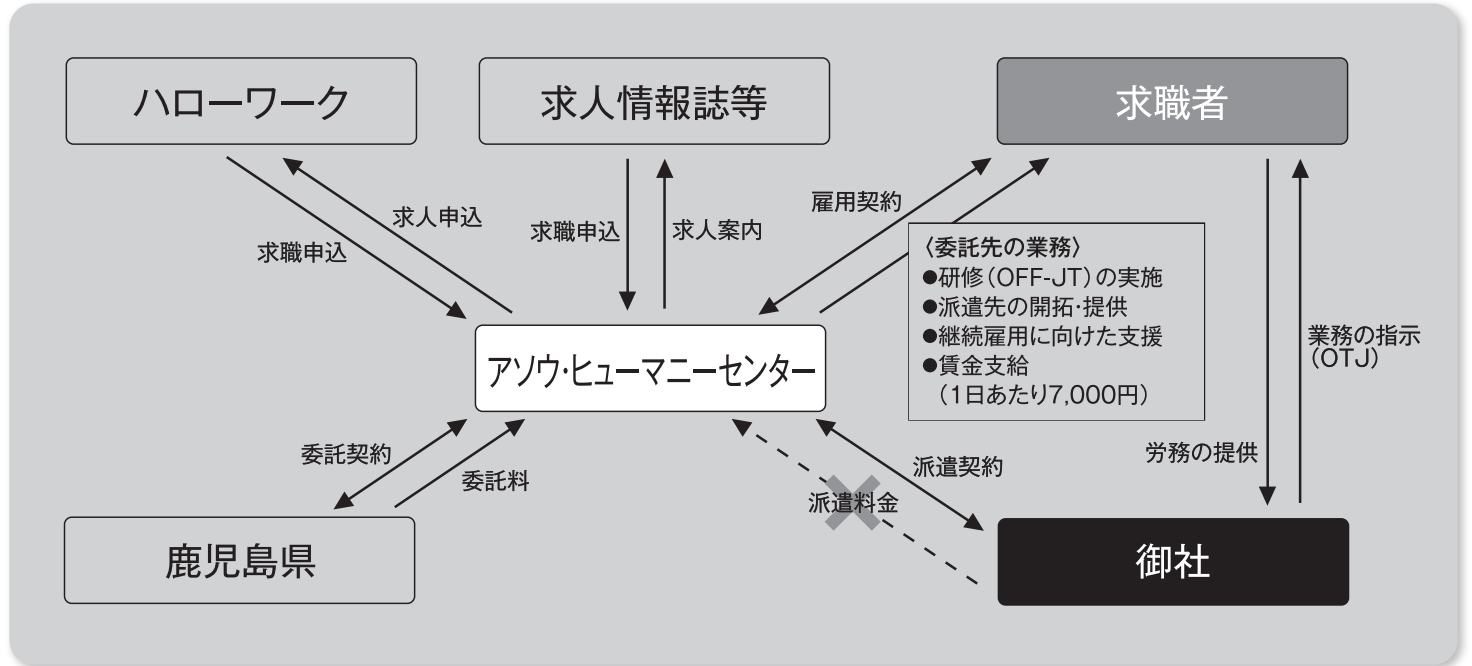 ハローワーク
求人情報誌等
求職者
求人申込
求職申込
求職申込
求人案内
雇用契約
〈委託先の業務〉
●研修(OFF-JT)の実施
●派遣先の開拓・提供
●継続雇用に向けた支援
●賃金支給
(1日あたり7,000円)
業務の指示
(OTJ)
アソウ・ヒューマニーセンター
委託契約
委託料
派遣契約
派遣料金
労務の提供
鹿児島県
御社